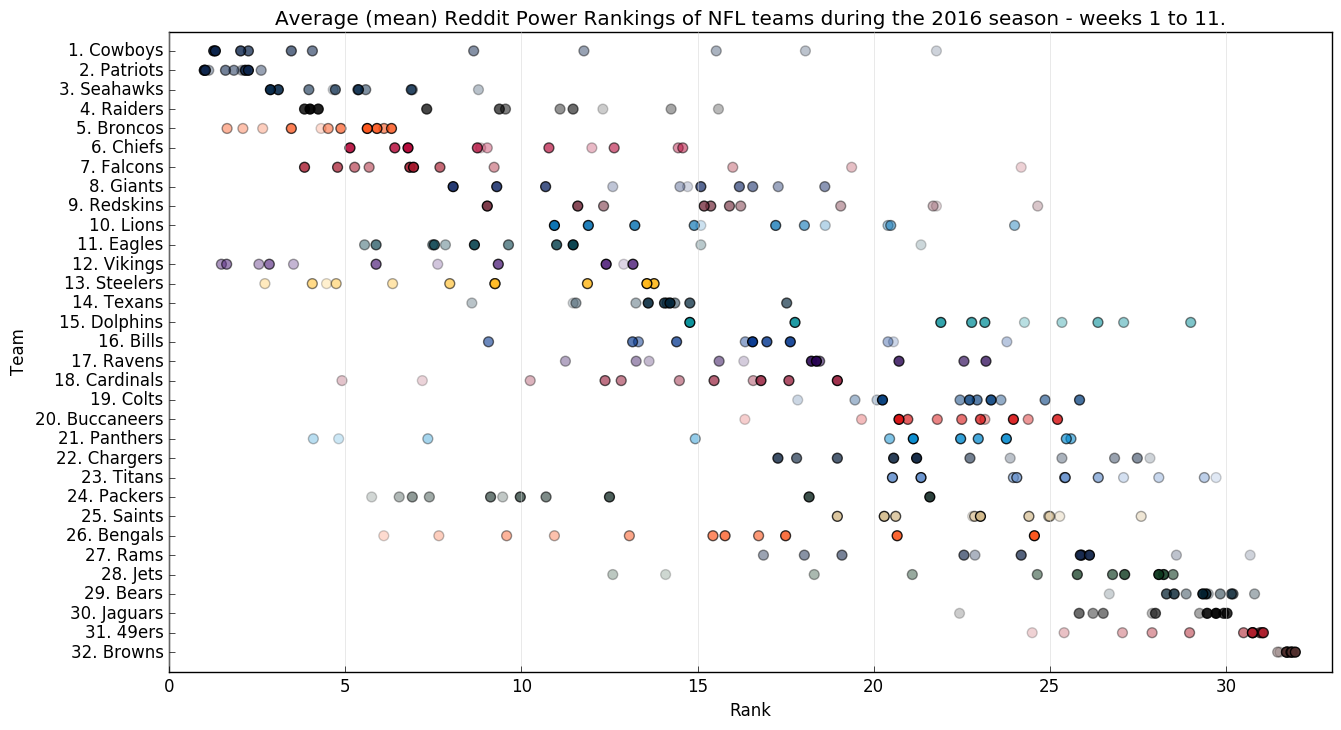 Average (mean) Reddit Power Rankings of NFL teams during the 2016 season - weeks 1 to 11.
1. Cowboys
2. Patriots
3. Seahawks
4. Raiders
5. Broncos
6. Chiefs
7. Falcons
8. Giants
9. Redskins
10. Lions
11. Eagles
12. Vikings
13. Steelers
14. Texans
15. Dolphins
16. Bills
17. Ravens
18. Cardinals
19. Colts
20. Buccaneers
21. Panthers
22. Chargers
23. Titans
24. Packers
25. Saints
26. Bengals
27. Rams
28. Jets
29. Bears
30. Jaguars
31. 49ers
32. Browns
Team
0 5 10 15 20 25 30
Rank